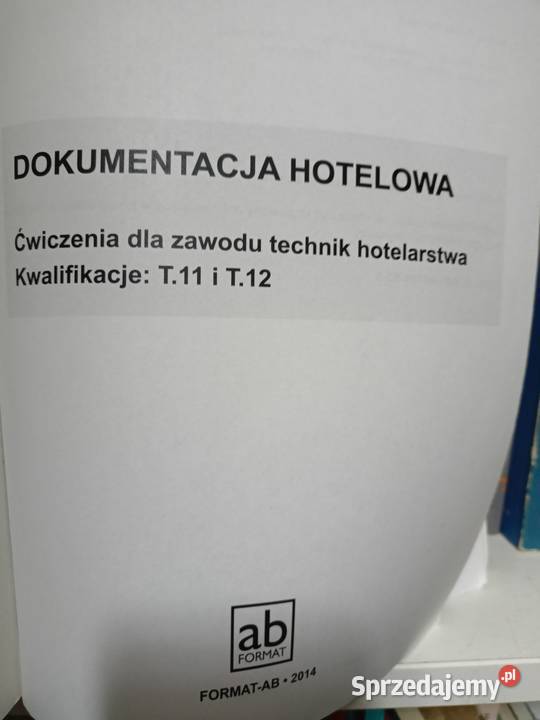 DOKUMENTACJA HOTELOWA
Ćwiczenia dla zawodu technik hotelarstwa
Kwalifikacje: T.11 i T.12
ab
FORMAT
FORMAT-AB • 2014
Sprzedajemy.pl